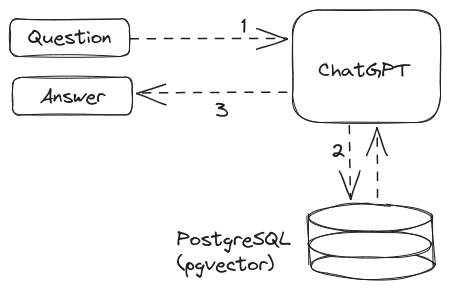 Question
1
ChatGPT
Answer
3
2
PostgreSQL
(pgvector)